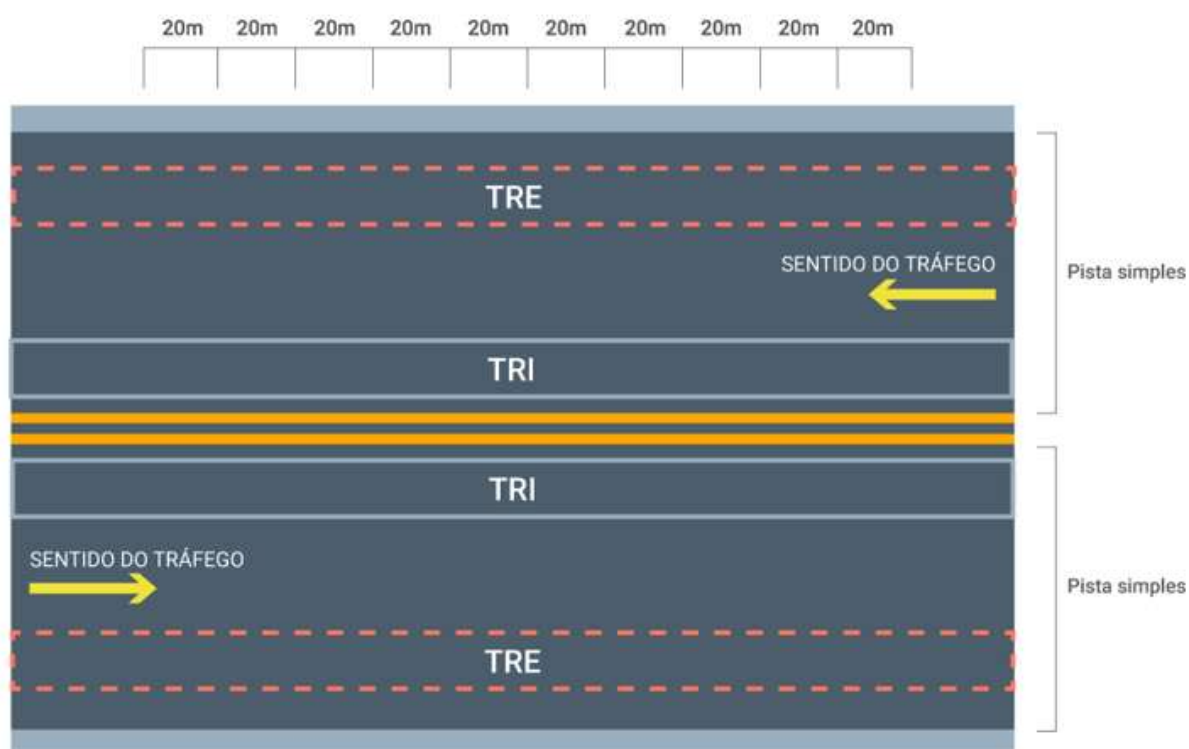 20m 20m 20m 20m 20m 20m 20m 20m 20m 20m
TRE
SENTIDO DO TRÁFEGO
Pista simples
TRI
TRI
SENTIDO DO TRÁFEGO
Pista simples
TRE